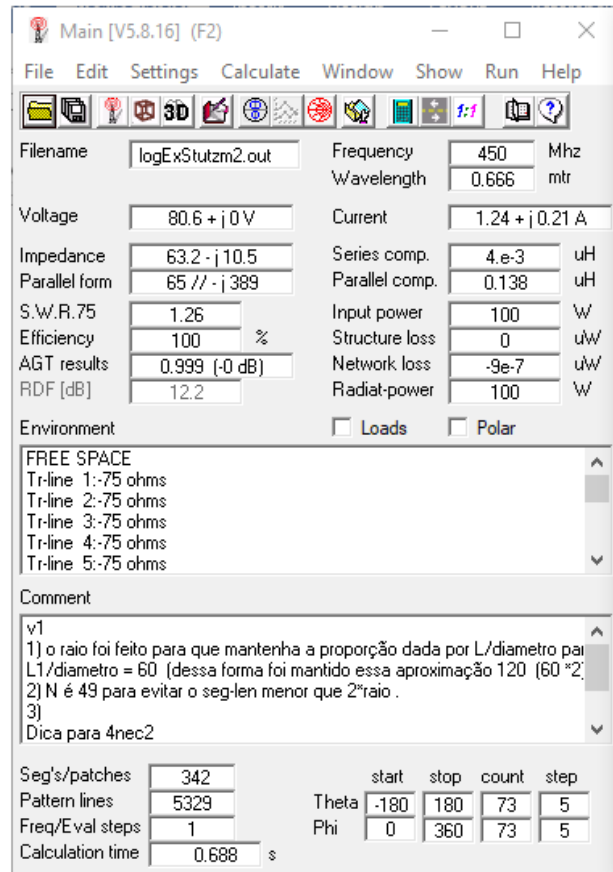 Main [V5.8.16] (F2)
File Edit Settings Calculate Window Show Run Help
3D 1:1
Filename logExStutzm2.out Frequency 450 Mhz
Wavelength 0.666 mtr
Voltage 80.6 + j 0 V Current 1.24 + j 0.21 A
Impedance 63.2 - j 10.5 Series comp. 4.e-3 uH
Parallel form 65 // - j 389 Parallel comp. 0.138 uH
S.W.R.75 1.26 Input power 100 W
Efficiency 100 % Structure loss 0 uW
AGT results 0.999 (-0 dB) Network loss -9e-7 uW
RDF [dB] 12.2 Radiat-power 100 W
Environment Loads Polar
FREE SPACE
Tr-line 1:-75 ohms
Tr-line 2:-75 ohms
Tr-line 3:-75 ohms
Tr-line 4:-75 ohms
Tr-line 5:-75 ohms
Comment
v1
1) o raio foi feito para que mantenha a proporção dada por L/diametro
L1/diametro = 60 (dessa forma foi mantido essa aproximação 120 (60 *2)
2) N é 49 para evitar o seg-len menor que 2*raio .
3)
Dica para 4nec2
Seg's/patches 342 start stop count step
Pattern lines 5329 Theta -180 180 73 5
Freq/Eval steps 1 Phi 0 360 73 5
Calculation time 0.688 s